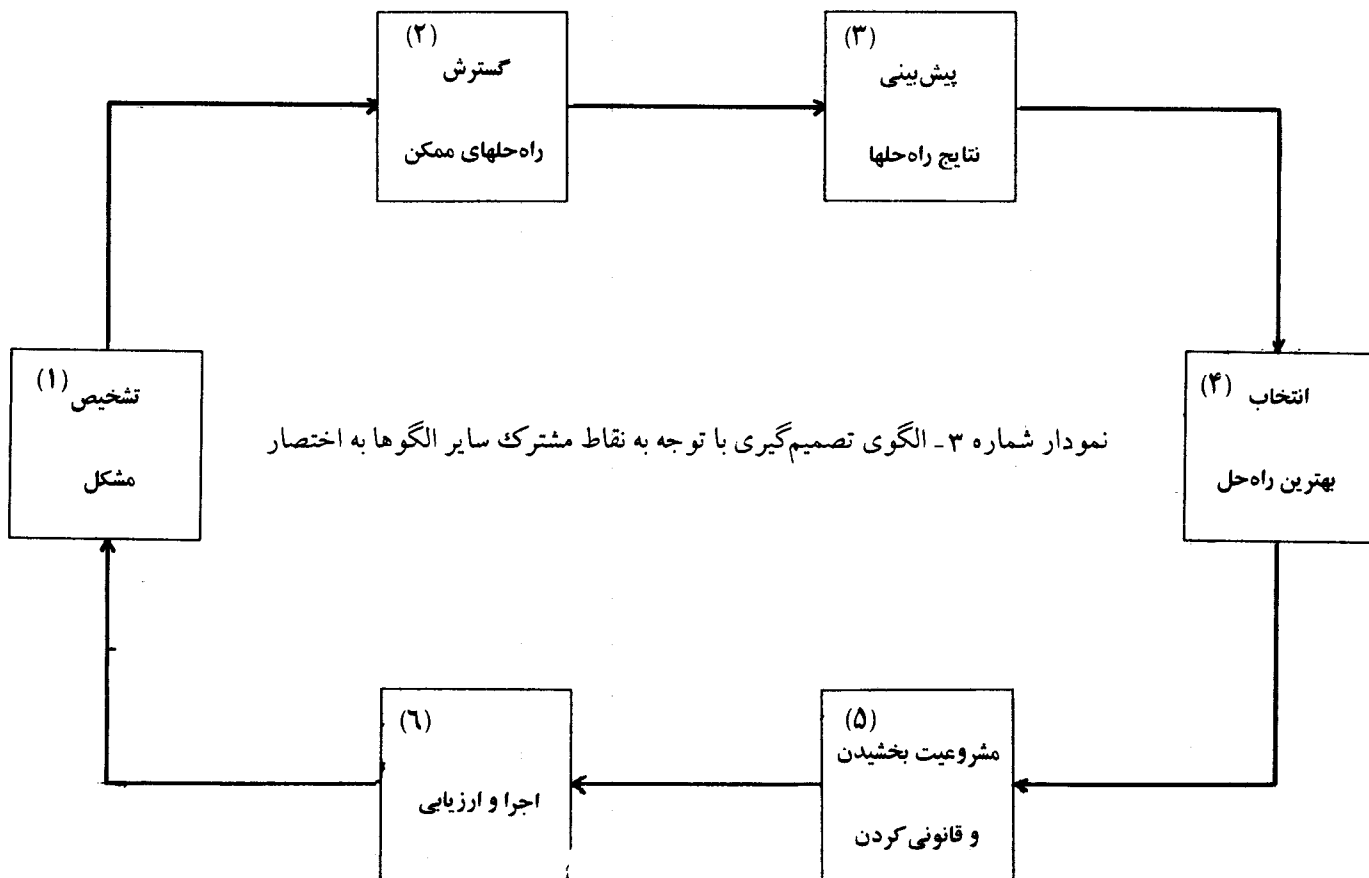 (۲)
گسترش
راه‌حلهای ممکن
(۳)
پیش‌بینی
نتایج راه‌حلها
(۱)
تشخیص
مشکل
نمودار شماره ۳ـ الگوی تصمیم‌گیری با توجه به نقاط مشترک سایر الگوها به اختصار
(۴)
انتخاب
بهترین راه‌حل
(۵)
مشروعیت بخشیدن
و قانونی کردن
(٦)
اجرا و ارزیابی